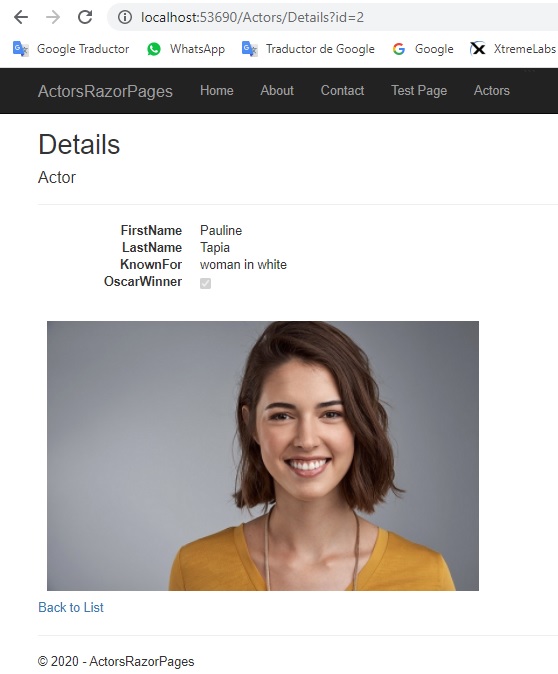 localhost:53690/Actors/Details?id=2
Google Traductor WhatsApp Traductor de Google Google XtremeLabs
ActorsRazorPages Home About Contact Test Page Actors
Details
Actor
FirstName Pauline
LastName Tapia
KnownFor woman in white
OscarWinner
Back to List
© 2020 - ActorsRazorPages